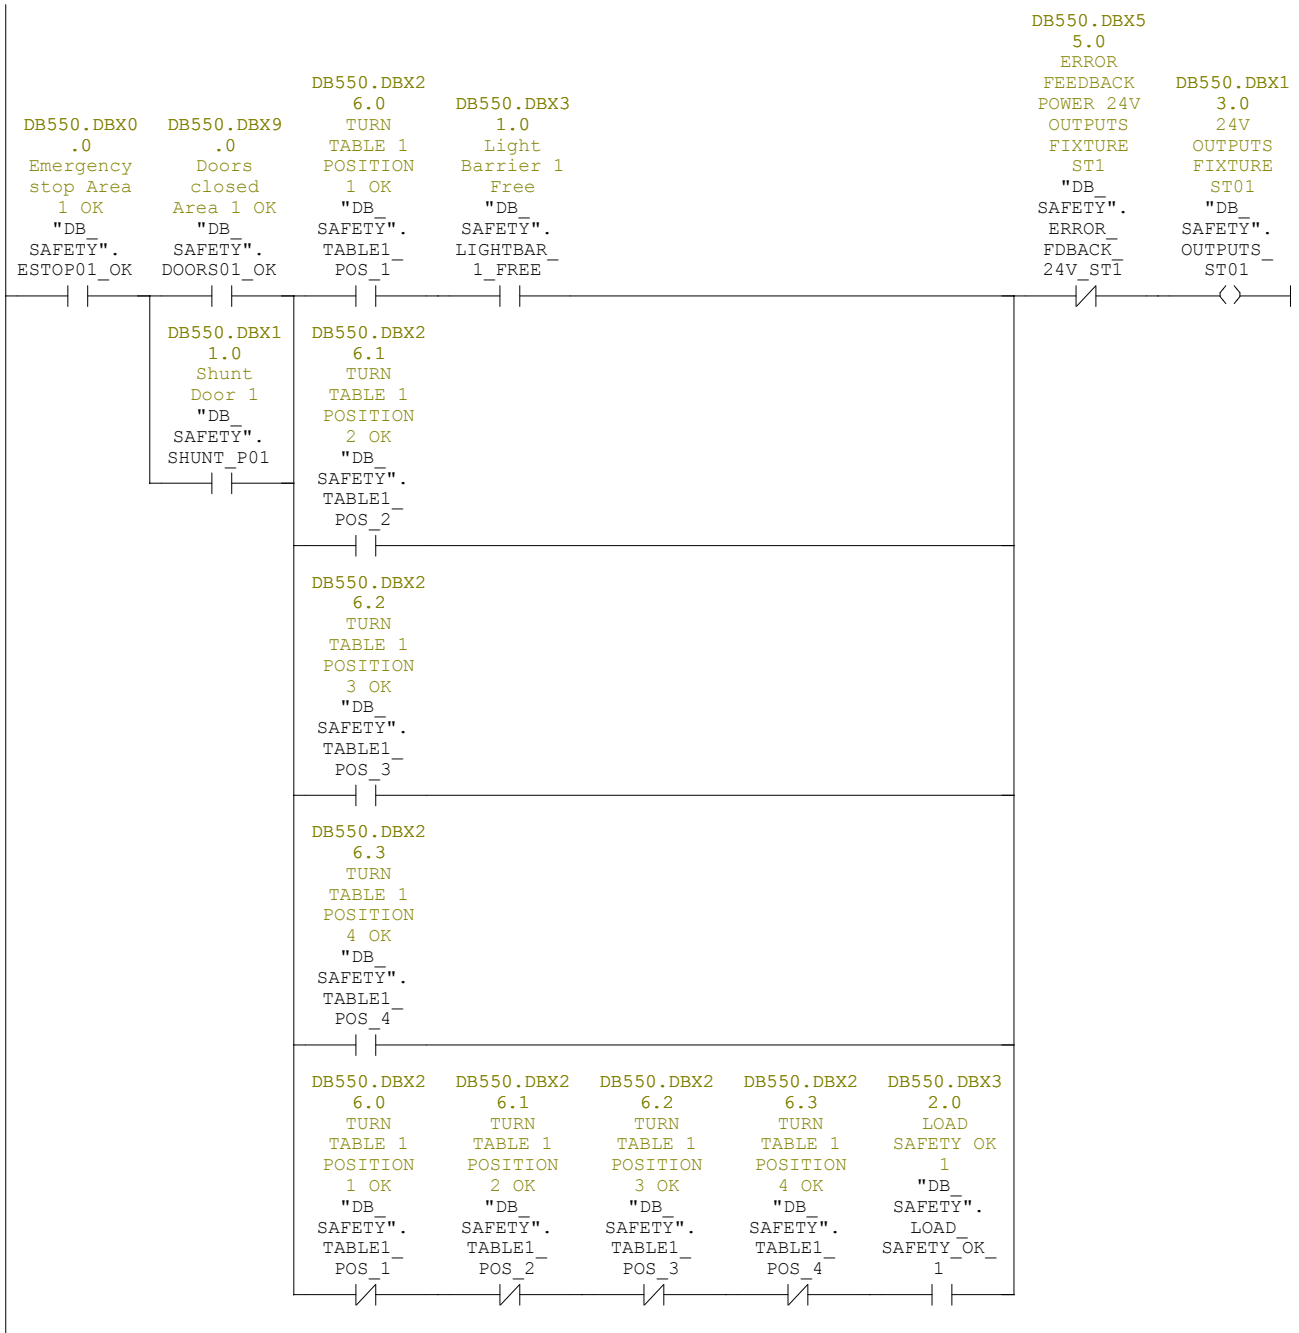 DB550.DBX0
.0
Emergency
stop Area
1 OK
"DB_
SAFETY".
ESTOP01_OK
DB550.DBX9
.0
Doors
closed
Area 1 OK
"DB_
SAFETY".
DOORS01_OK
DB550.DBX2
6.0
TURN
TABLE 1
POSITION
1 OK
"DB_
SAFETY".
TABLE1_
POS_1
DB550.DBX3
1.0
Light
Barrier 1
Free
"DB_
SAFETY".
LIGHTBAR_
1_FREE
DB550.DBX5
5.0
ERROR
FEEDBACK
POWER 24V
OUTPUTS
FIXTURE
ST1
"DB_
SAFETY".
ERROR_
FDBACK_
24V_ST1
DB550.DBX1
3.0
24V
OUTPUTS
FIXTURE
ST01
"DB_
SAFETY".
OUTPUTS_
ST01
DB550.DBX1
1.0
Shunt
Door 1
"DB_
SAFETY".
SHUNT_P01
DB550.DBX2
6.1
TURN
TABLE 1
POSITION
2 OK
"DB_
SAFETY".
TABLE1_
POS_2
DB550.DBX2
6.2
TURN
TABLE 1
POSITION
3 OK
"DB_
SAFETY".
TABLE1_
POS_3
DB550.DBX2
6.3
TURN
TABLE 1
POSITION
4 OK
"DB_
SAFETY".
TABLE1_
POS_4
DB550.DBX2
6.0
TURN
TABLE 1
POSITION
1 OK
"DB_
SAFETY".
TABLE1_
POS_1
DB550.DBX2
6.1
TURN
TABLE 1
POSITION
2 OK
"DB_
SAFETY".
TABLE1_
POS_2
DB550.DBX2
6.2
TURN
TABLE 1
POSITION
3 OK
"DB_
SAFETY".
TABLE1_
POS_3
DB550.DBX2
6.3
TURN
TABLE 1
POSITION
4 OK
"DB_
SAFETY".
TABLE1_
POS_4
DB550.DBX3
2.0
LOAD
SAFETY OK
1
"DB_
SAFETY".
LOAD_
SAFETY_OK_
1